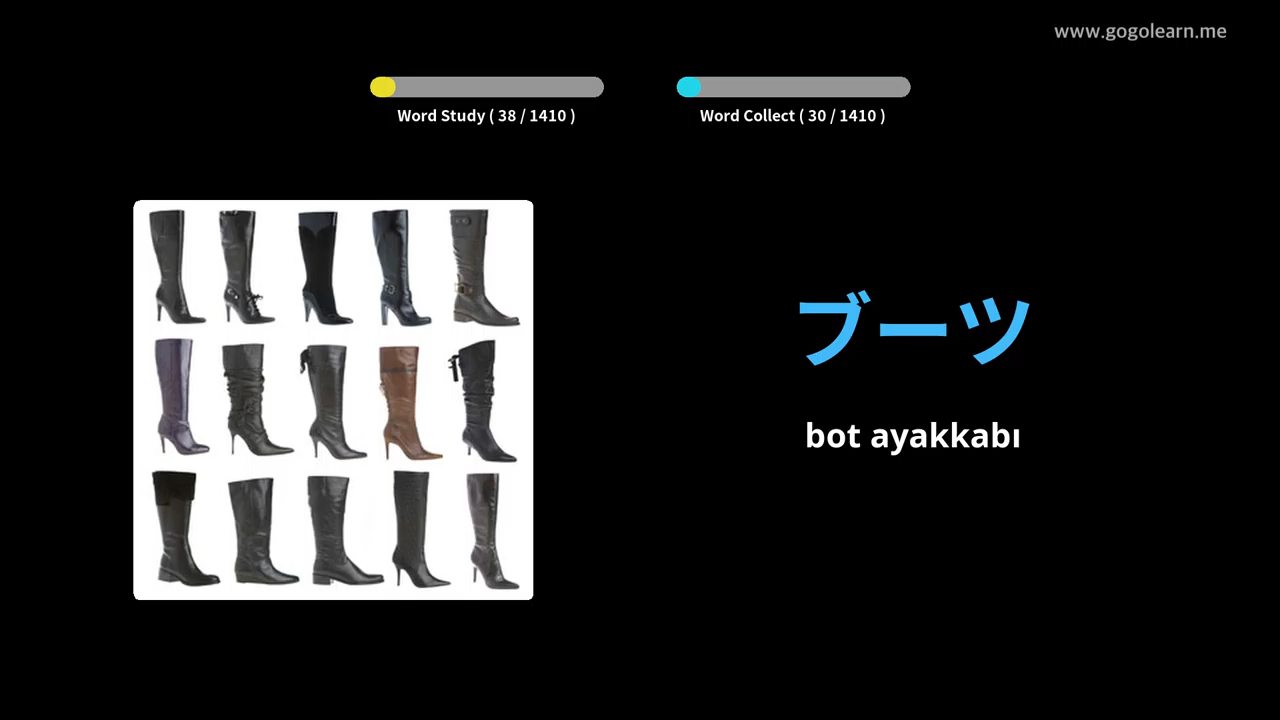 www.gogolearn.me
Word Study ( 38 / 1410 )
Word Collect ( 30 / 1410 )
ブーツ
bot ayakkabı